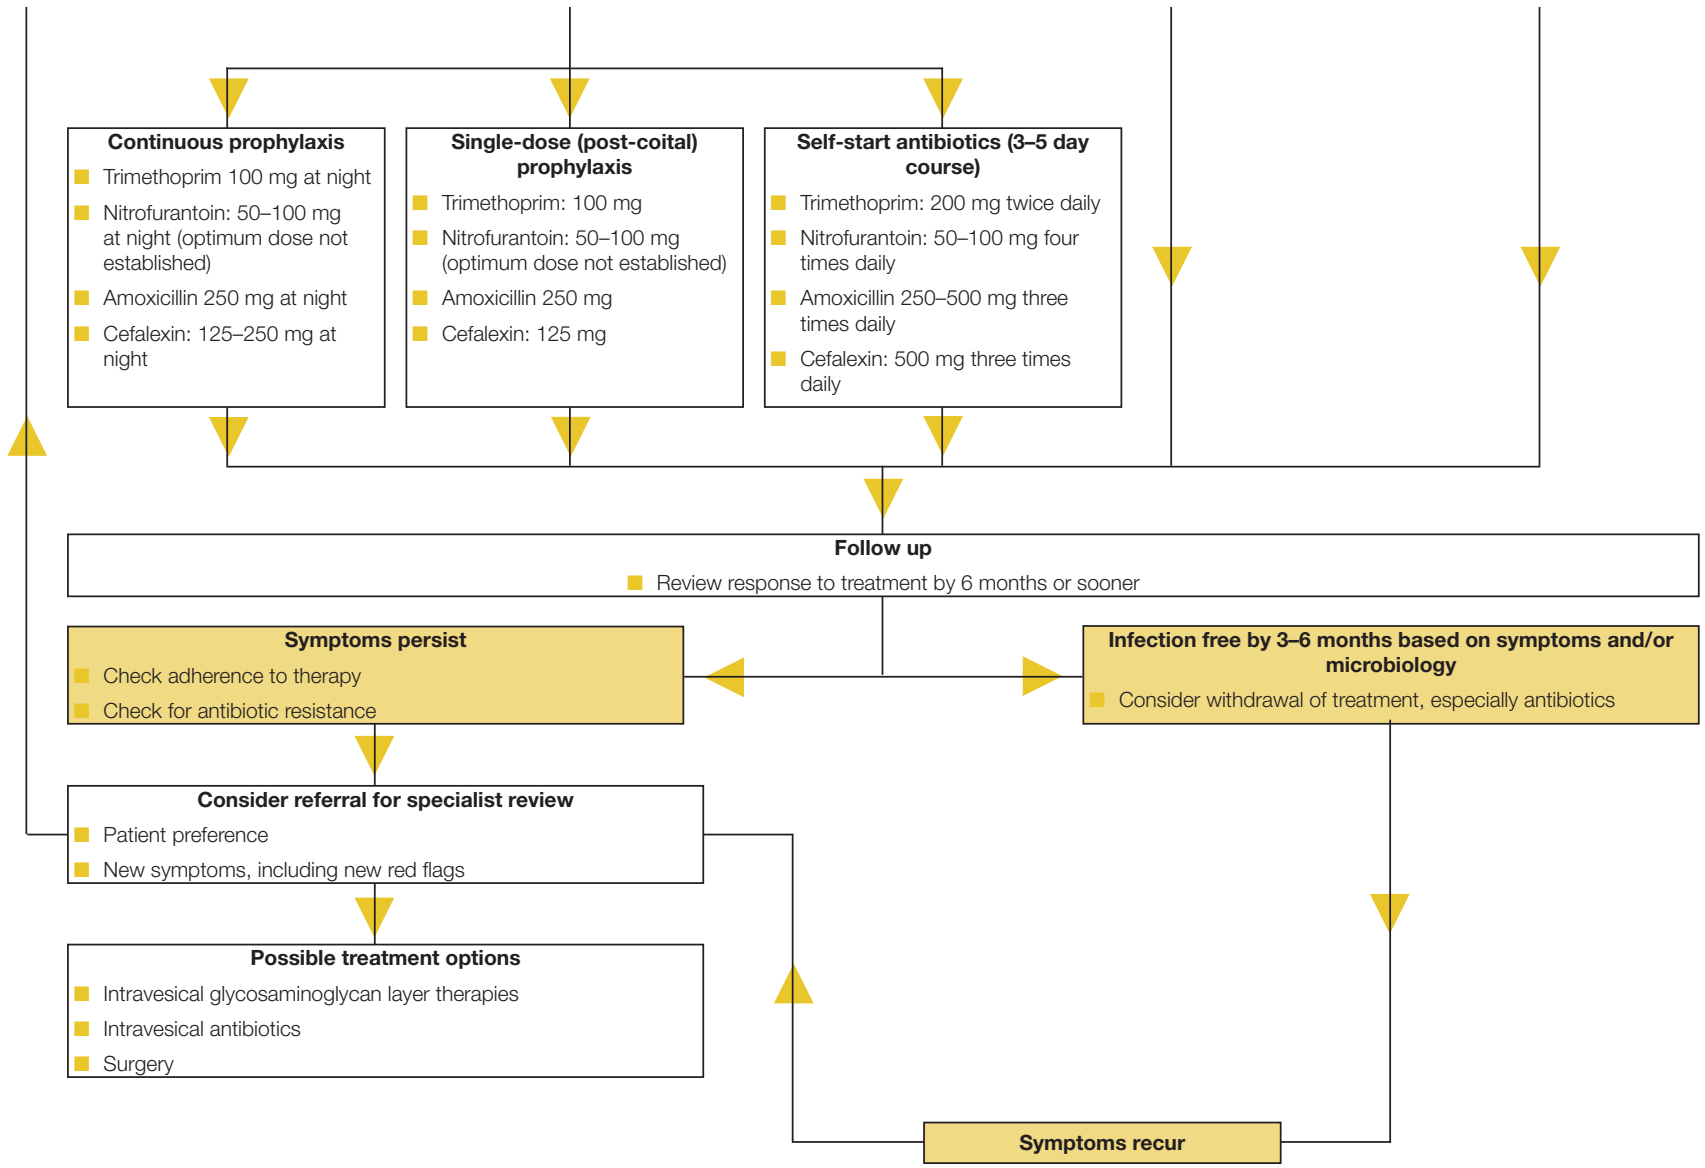 Continuous prophylaxis
Trimethoprim 100 mg at night
Nitrofurantoin: 50–100 mg
at night (optimum dose not
established)
Amoxicillin 250 mg at night
Cefalexin: 125–250 mg at
night
Single-dose (post-coital)
prophylaxis
Trimethoprim: 100 mg
Nitrofurantoin: 50–100 mg
(optimum dose not established)
Amoxicillin 250 mg
Cefalexin: 125 mg
Self-start antibiotics (3–5 day
course)
Trimethoprim: 200 mg twice daily
Nitrofurantoin: 50–100 mg four
times daily
Amoxicillin 250–500 mg three
times daily
Cefalexin: 500 mg three times
daily
Follow up
Review response to treatment by 6 months or sooner
Symptoms persist
Check adherence to therapy
Check for antibiotic resistance
Infection free by 3–6 months based on symptoms and/or
microbiology
Consider withdrawal of treatment, especially antibiotics
Consider referral for specialist review
Patient preference
New symptoms, including new red flags
Possible treatment options
Intravesical glycosaminoglycan layer therapies
Intravesical antibiotics
Surgery
Symptoms recur